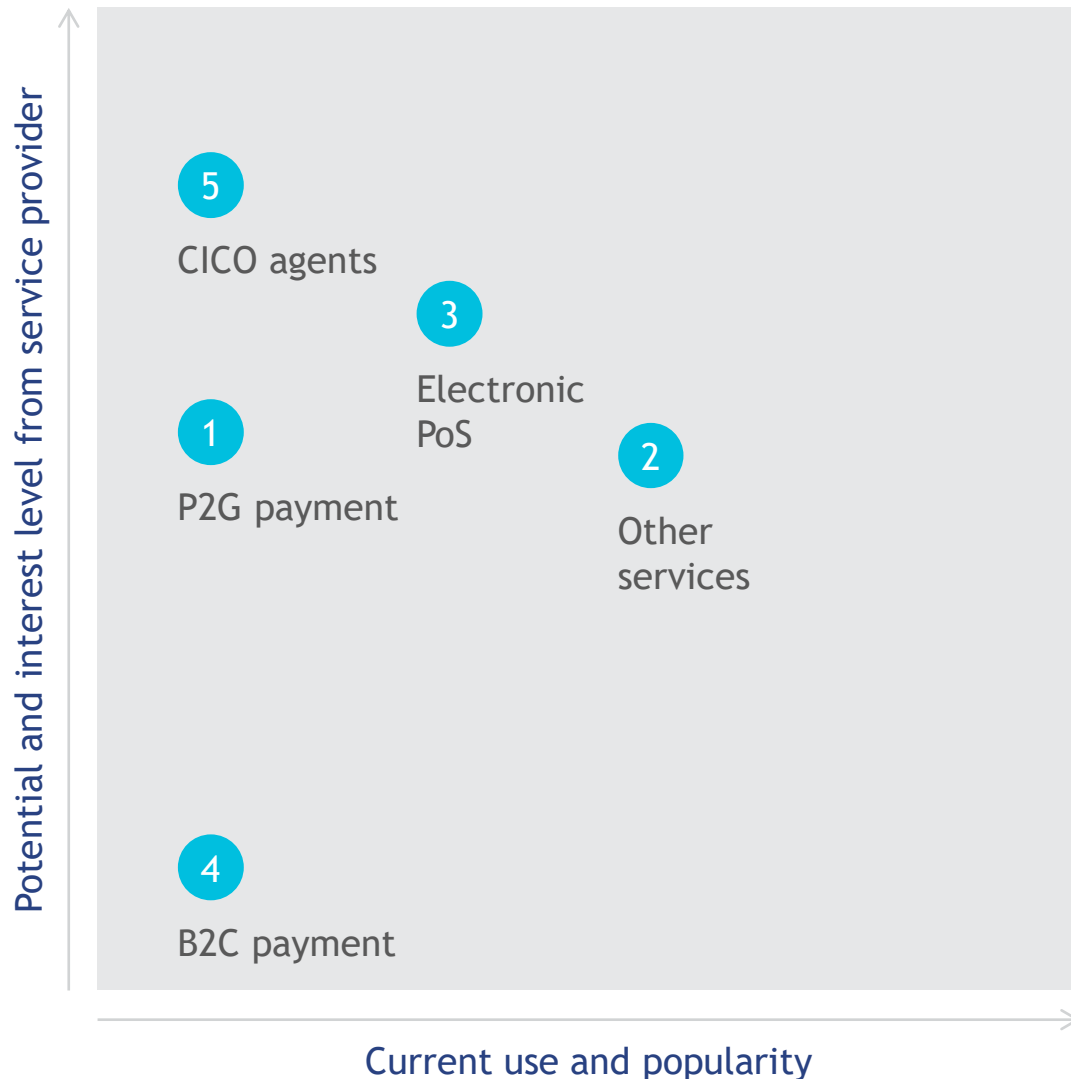 Potential and interest level from service provider
5
CICO agents
3
Electronic
PoS
1
P2G payment
2
Other
services
4
B2C payment
Current use and popularity